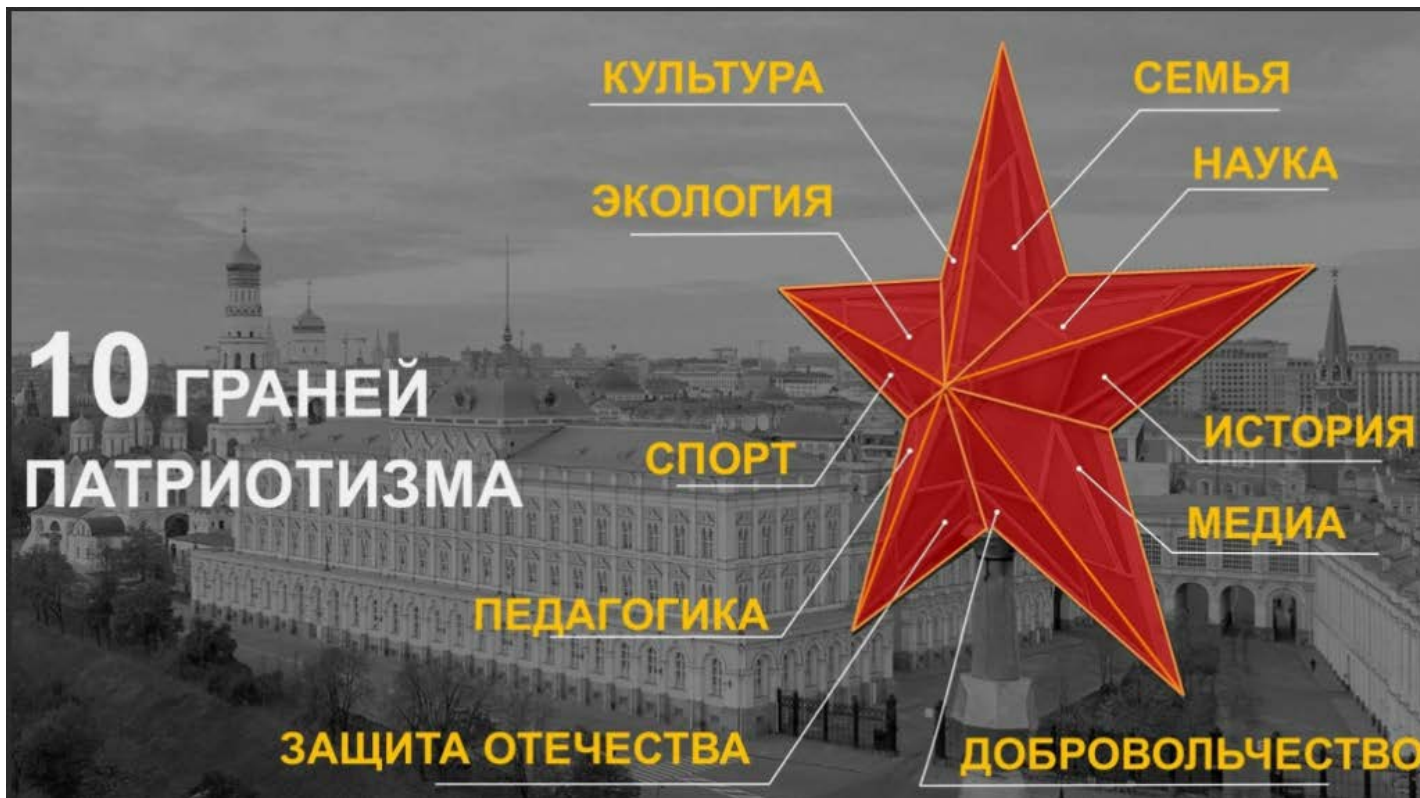 КУЛЬТУРА
СЕМЬЯ
НАУКА
ЭКОЛОГИЯ
10 ГРАНЕЙ
ПАТРИОТИЗМА
СПОРТ
ИСТОРИЯ
МЕДИА
ПЕДАГОГИКА
ЗАЩИТА ОТЕЧЕСТВА
ДОБРОВОЛЬЧЕСТВО